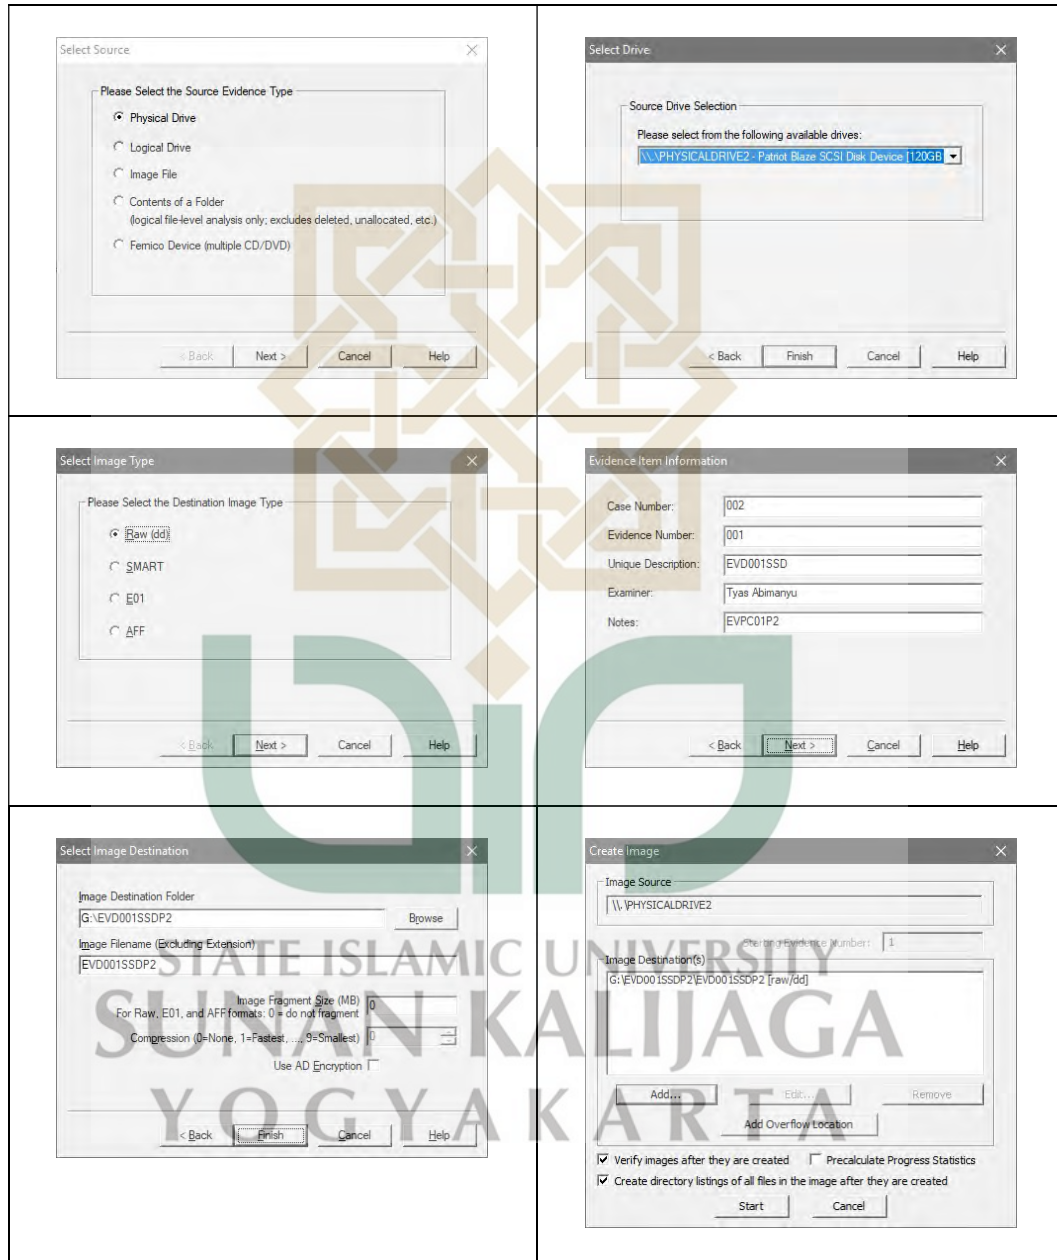 Select Source
Please Select the Source Evidence Type
Physical Drive
Logical Drive
Image File
Contents of a Folder
(logical file-level analysis only; excludes deleted, unallocated, etc.)
Fernico Device (multiple CD/DVD)
< Back Next > Cancel Help
Select Drive
Source Drive Selection
Please select from the following available drives:
\\.\PHYSICALDRIVE2 - Patriot Blaze SCSI Disk Device [120GB
< Back Finish Cancel Help
Select Image Type
Please Select the Destination Image Type
Raw (dd)
SMART
E01
AFF
< Back Next > Cancel Help
Evidence Item Information
Case Number: 002
Evidence Number: 001
Unique Description: EVD001SSD
Examiner: Tyas Abimanyu
Notes: EVPC01P2
< Back Next > Cancel Help
Select Image Destination
Image Destination Folder
G:\EVD001SSDP2 Browse
Image Filename (Excluding Extension)
EVD001SSDP2
Image Fragment Size (MB) 0
For Raw, E01, and AFF formats: 0 = do not fragment
Compression (0=None, 1=Fastest, ..., 9=Smallest) 0
Use AD Encryption
< Back Finish Cancel Help
Create Image
Image Source
\\.\PHYSICALDRIVE2
Starting Evidence Number: 1
Image Destination(s)
G:\EVD001SSDP2\EVD001SSDP2 [raw/dd]
Add... Edit... Remove
Add Overflow Location
Verify images after they are created Precalculate Progress Statistics
Create directory listings of all files in the image after they are created
Start Cancel
STATE ISLAMIC UNIVERSITY
SUNAN KALIJAGA
YOGYAKARTA